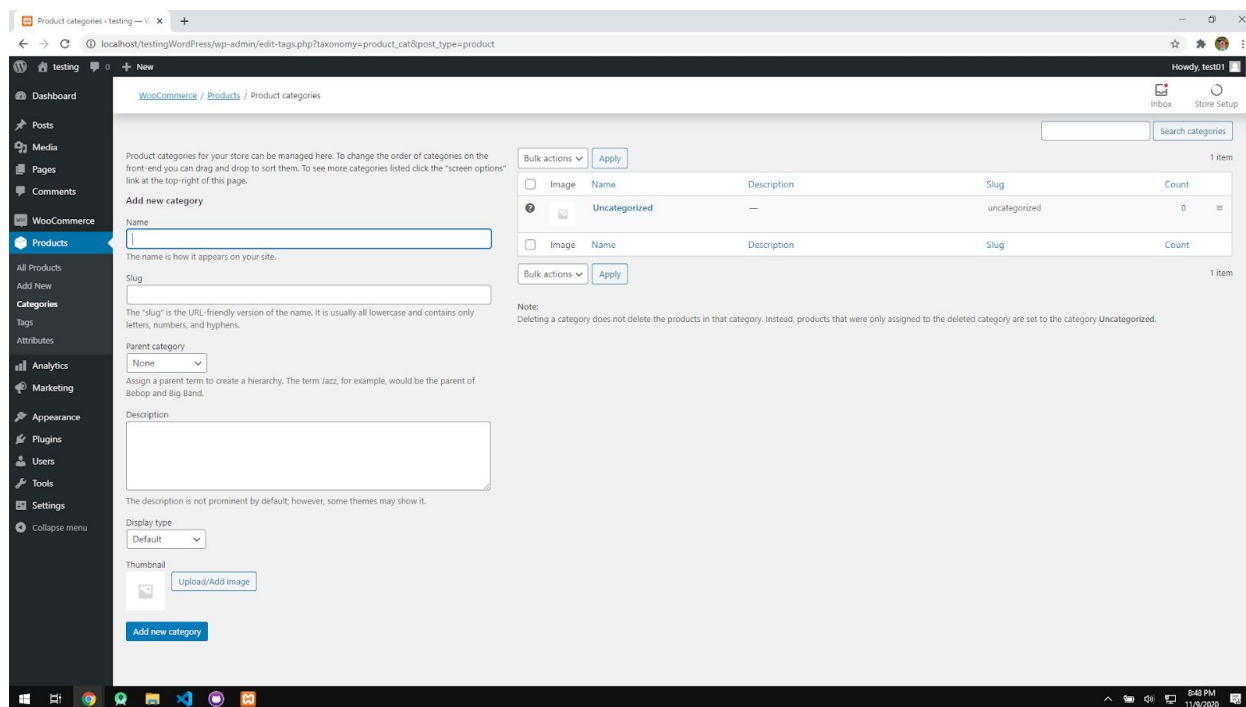 Product categories ‹ testing — W
localhost/testingWordPress/wp-admin/edit-tags.php?taxonomy=product_cat&post_type=product
testing 0 + New
Howdy, test01
Dashboard
Posts
Media
Pages
Comments
WooCommerce
Products
All Products
Add New
Categories
Tags
Attributes
Analytics
Marketing
Appearance
Plugins
Users
Tools
Settings
Collapse menu
WooCommerce / Products / Product categories
Inbox
Store Setup
Search categories
Product categories for your store can be managed here. To change the order of categories on the
front-end you can drag and drop to sort them. To see more categories listed click the "screen options"
link at the top-right of this page.
Add new category
Name
The name is how it appears on your site.
Slug
The “slug” is the URL-friendly version of the name. It is usually all lowercase and contains only
letters, numbers, and hyphens.
Parent category
None
Assign a parent term to create a hierarchy. The term Jazz, for example, would be the parent of
Bebop and Big Band.
Description
The description is not prominent by default; however, some themes may show it.
Display type
Default
Thumbnail
Upload/Add image
Add new category
Bulk actions Apply 1 item
Image Name Description Slug Count
Uncategorized — uncategorized 0
Image Name Description Slug Count
Bulk actions Apply 1 item
Note:
Deleting a category does not delete the products in that category. Instead, products that were only assigned to the deleted category are set to the category Uncategorized.
8:48 PM
11/9/2020